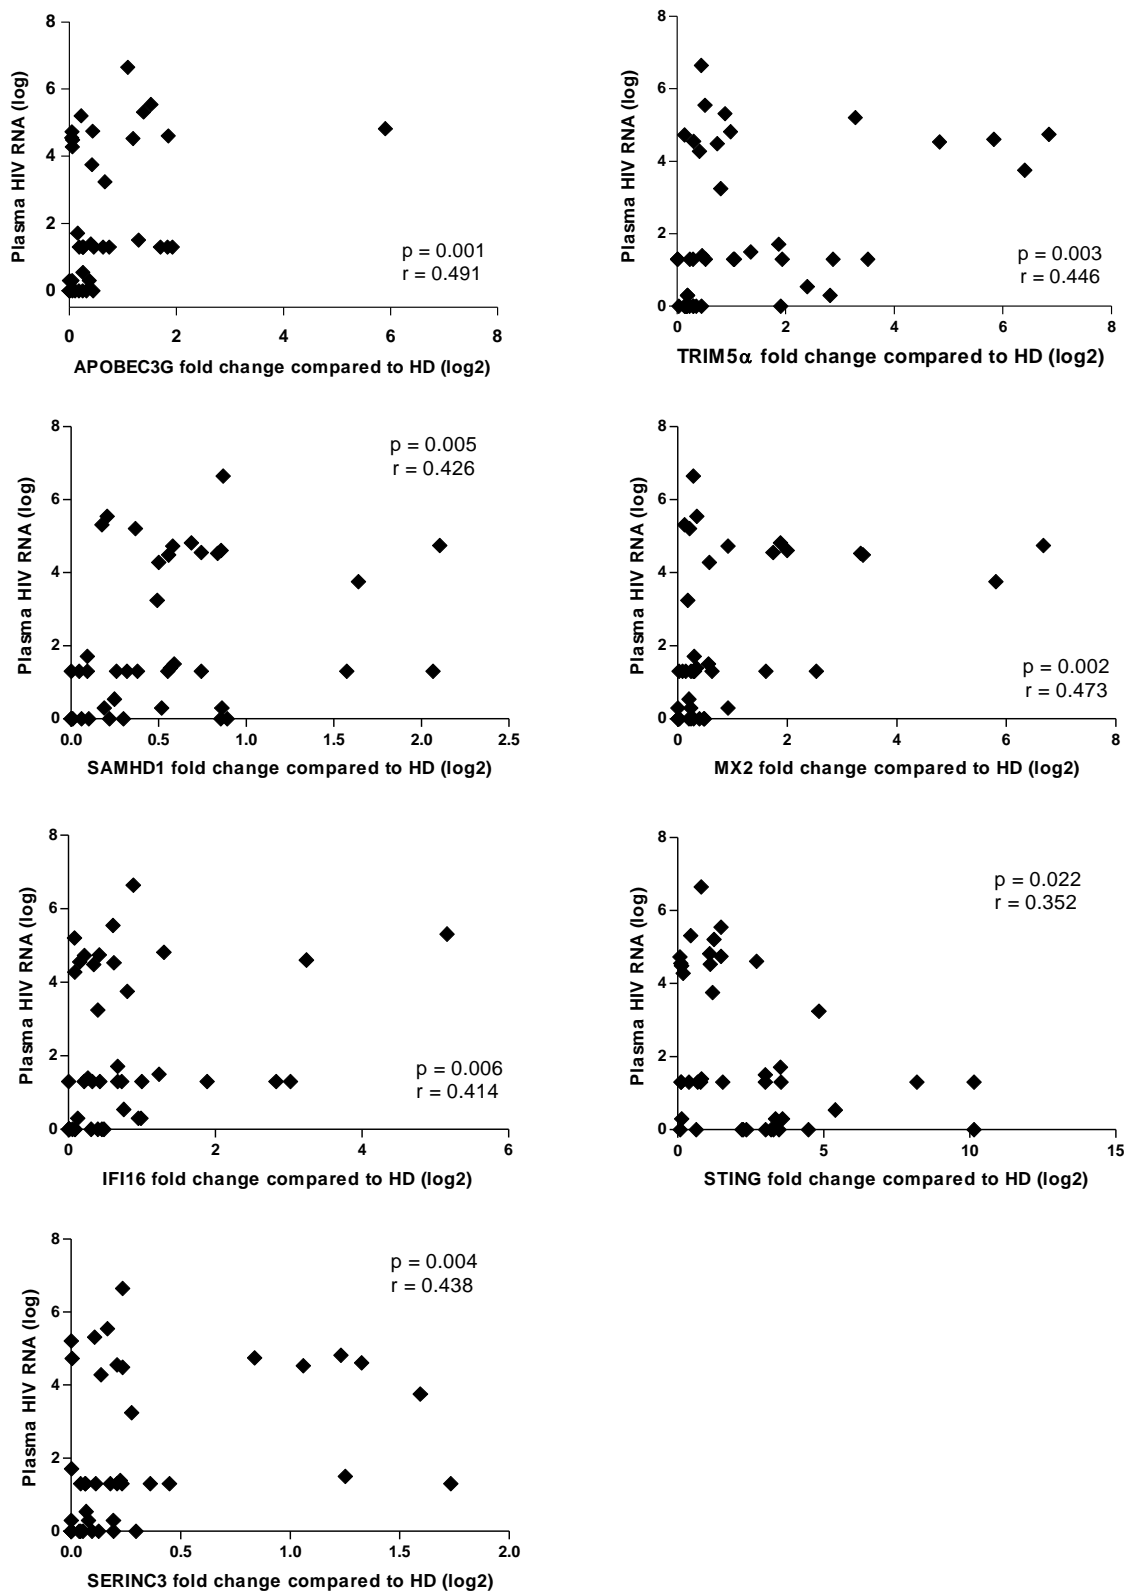 8
6
4
2
0
Plasma HIV RNA (log)
p = 0.001
r = 0.491
0 2 4 6 8
APOBEC3G fold change compared to HD (log2)
8
6
4
2
0
Plasma HIV RNA (log)
p = 0.003
r = 0.446
0 2 4 6 8
TRIM5α fold change compared to HD (log2)
8
6
4
2
0
Plasma HIV RNA (log)
p = 0.005
r = 0.426
0.0 0.5 1.0 1.5 2.0 2.5
SAMHD1 fold change compared to HD (log2)
8
6
4
2
0
Plasma HIV RNA (log)
p = 0.002
r = 0.473
0 2 4 6 8
MX2 fold change compared to HD (log2)
8
6
4
2
0
Plasma HIV RNA (log)
p = 0.006
r = 0.414
0 2 4 6
IFI16 fold change compared to HD (log2)
8
6
4
2
0
Plasma HIV RNA (log)
p = 0.022
r = 0.352
0 5 10 15
STING fold change compared to HD (log2)
8
6
4
2
0
Plasma HIV RNA (log)
p = 0.004
r = 0.438
0.0 0.5 1.0 1.5 2.0
SERINC3 fold change compared to HD (log2)